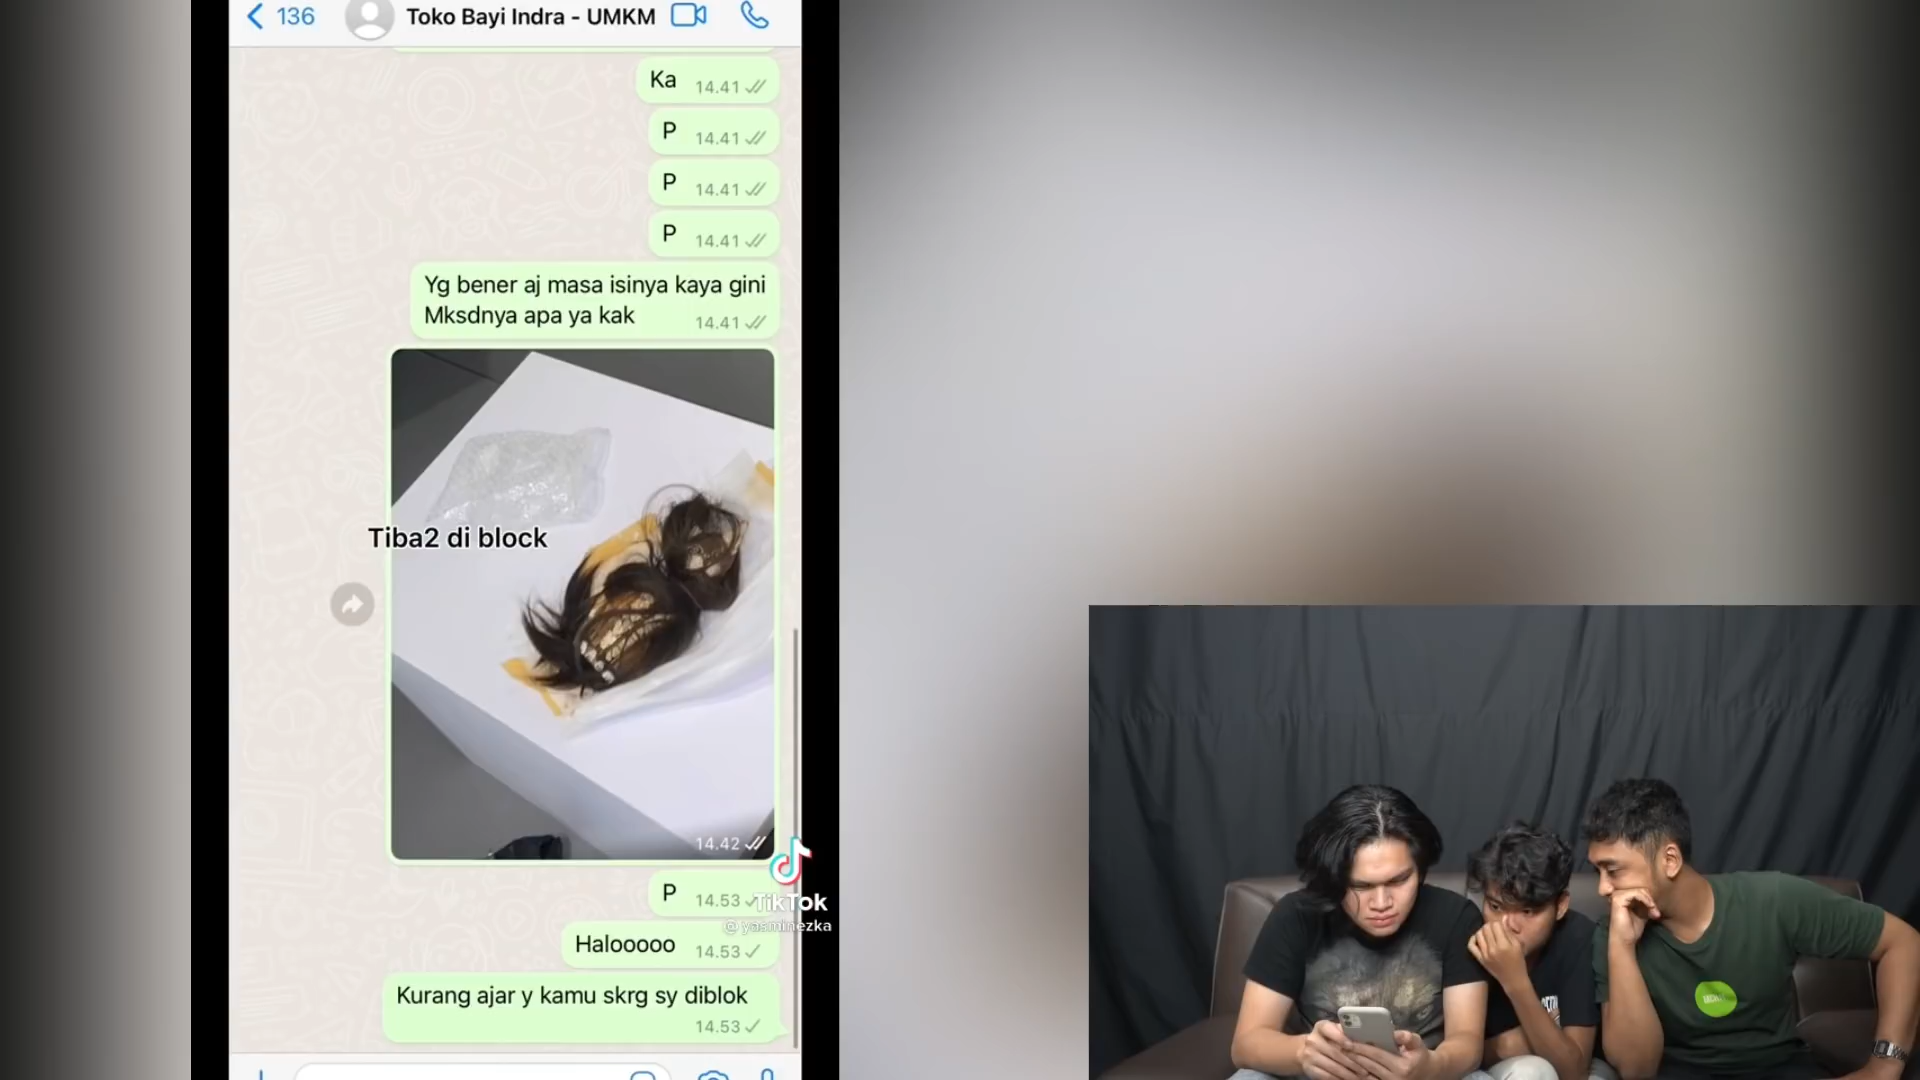 136
Toko Bayi Indra - UMKM
Ka 14.41
P 14.41
P 14.41
P 14.41
Yg bener aj masa isinya kaya gini
Mksdnya apa ya kak 14.41
Tiba2 di block
14.42
P 14.53
TikTok
@yasminezka
Halooooo 14.53
Kurang ajar y kamu skrg sy diblok
14.53